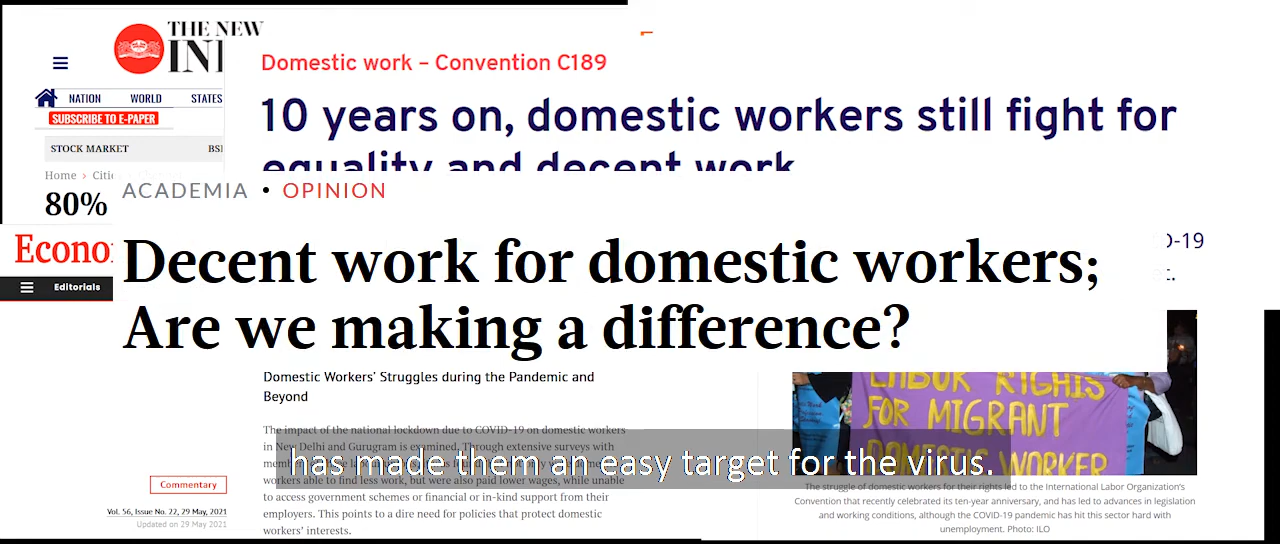 THE NEW
IN
NATION WORLD STATES
SUBSCRIBE TO E-PAPER
STOCK MARKET
Home >
80%
Domestic work – Convention C189
10 years on, domestic workers still fight for
equality and decent work
ACADEMIA • OPINION
Decent work for domestic workers;
Are we making a difference?
Econo
Editorials
D-19
Domestic Workers' Struggles during the Pandemic and
Beyond
The impact of the national lockdown due to COVID-19 on domestic workers
in New Delhi and Gurugram is examined. Through extensive surveys with
workers able to find less work, but were also paid lower wages, while unable
to access government schemes or financial or in-kind support from their
employers. This points to a dire need for policies that protect domestic
workers' interests.
Commentary
Vol. 56, Issue No. 22, 29 May, 2021
Updated on 29 May 2021
LABOR RIGHTS
FOR MIGRANT
DOMESTIC WORKER
has made them an easy target for the virus.
The struggle of domestic workers for their rights led to the International Labor Organization's
Convention that recently celebrated its ten-year anniversary, and has led to advances in legislation
and working conditions, although the COVID-19 pandemic has hit this sector hard with
unemployment. Photo: ILO